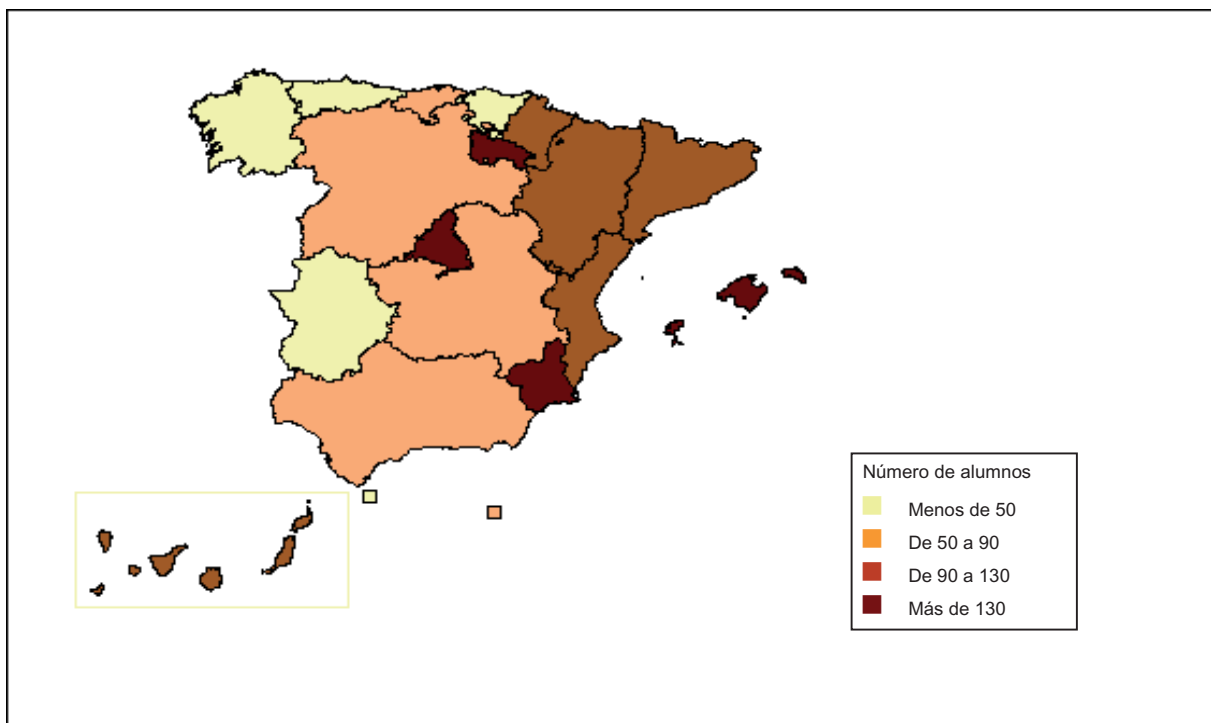 Número de alumnos
Menos de 50
De 50 a 90
De 90 a 130
Más de 130